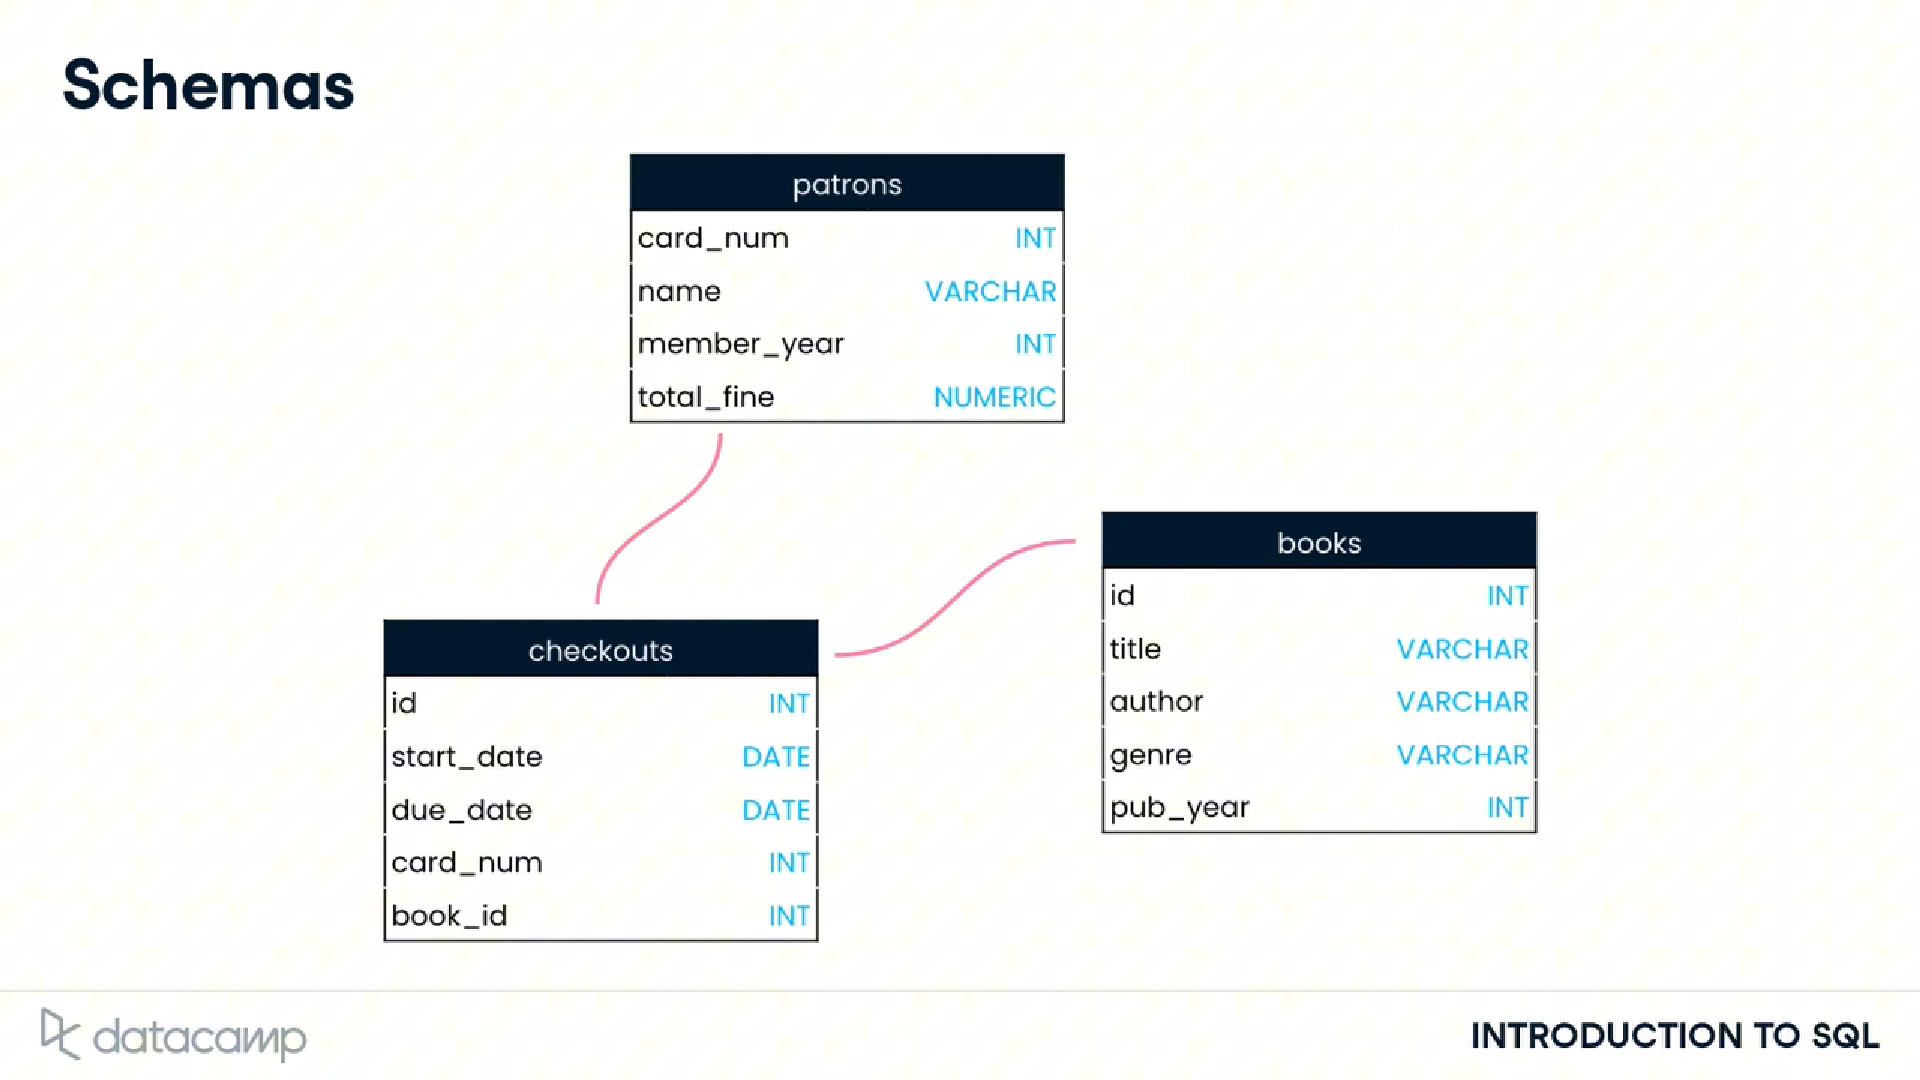 Schemas
patrons
card_num INT
name VARCHAR
member_year INT
total_fine NUMERIC
checkouts
id INT
start_date DATE
due_date DATE
card_num INT
book_id INT
books
id INT
title VARCHAR
author VARCHAR
genre VARCHAR
pub_year INT
datacamp
INTRODUCTION TO SQL